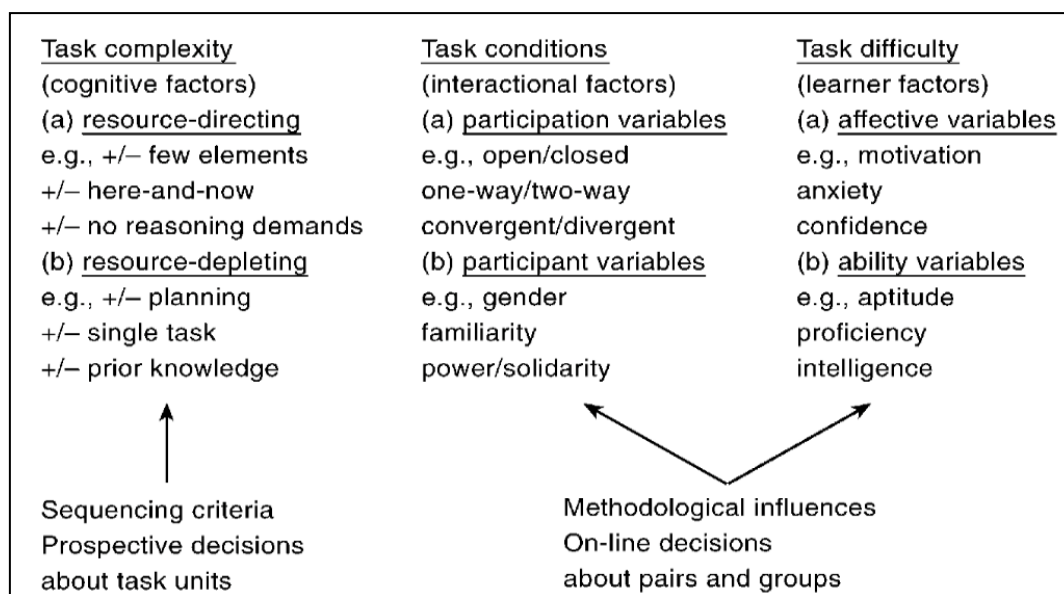 Task complexity
(cognitive factors)
(a) resource-directing
e.g., +/– few elements
+/– here-and-now
+/– no reasoning demands
(b) resource-depleting
e.g., +/– planning
+/– single task
+/– prior knowledge
Sequencing criteria
Prospective decisions
about task units
Task conditions
(interactional factors)
(a) participation variables
e.g., open/closed
one-way/two-way
convergent/divergent
(b) participant variables
e.g., gender
familiarity
power/solidarity
Task difficulty
(learner factors)
(a) affective variables
e.g., motivation
anxiety
confidence
(b) ability variables
e.g., aptitude
proficiency
intelligence
Methodological influences
On-line decisions
about pairs and groups